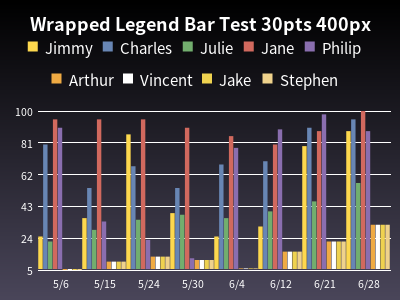 Wrapped Legend Bar Test 30pts 400px
Jimmy Charles Julie Jane Philip
Arthur Vincent Jake Stephen
100
81
62
43
24
5
5/6 5/15 5/24 5/30 6/4 6/12 6/21 6/28